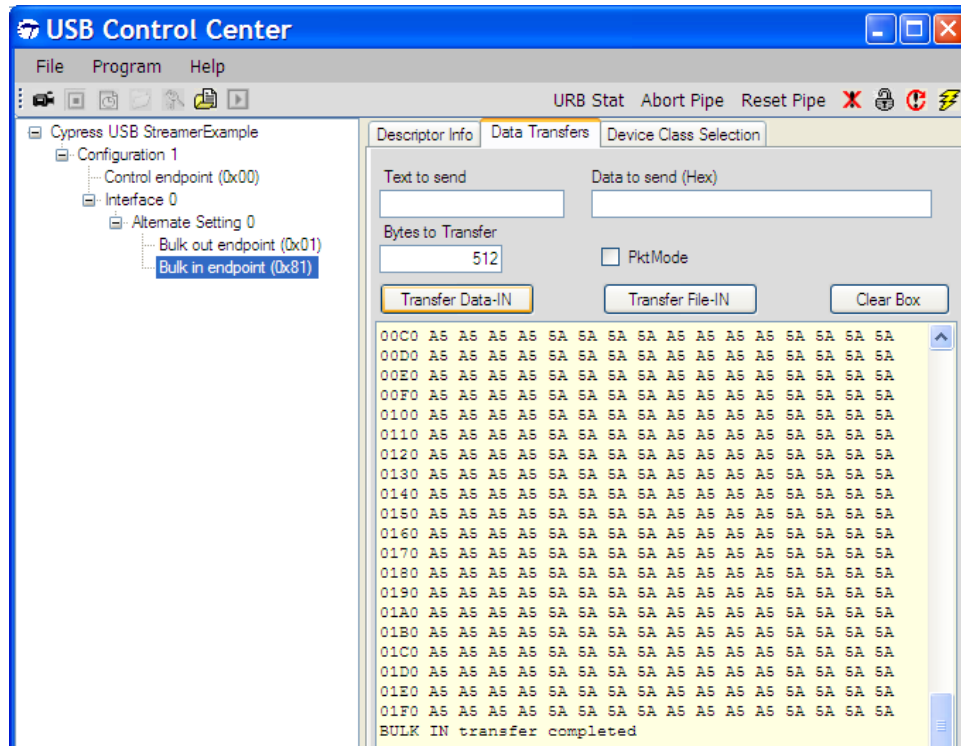 USB Control Center
File Program Help
URB Stat Abort Pipe Reset Pipe
Cypress USB StreamerExample
Configuration 1
Control endpoint (0x00)
Interface 0
Alternate Setting 0
Bulk out endpoint (0x01)
Bulk in endpoint (0x81)
Descriptor Info Data Transfers Device Class Selection
Text to send Data to send (Hex)
Bytes to Transfer
512 PktMode
Transfer Data-IN Transfer File-IN Clear Box
00C0 A5 A5 A5 A5 5A 5A 5A 5A A5 A5 A5 A5 5A 5A 5A 5A
00D0 A5 A5 A5 A5 5A 5A 5A 5A A5 A5 A5 A5 5A 5A 5A 5A
00E0 A5 A5 A5 A5 5A 5A 5A 5A A5 A5 A5 A5 5A 5A 5A 5A
00F0 A5 A5 A5 A5 5A 5A 5A 5A A5 A5 A5 A5 5A 5A 5A 5A
0100 A5 A5 A5 A5 5A 5A 5A 5A A5 A5 A5 A5 5A 5A 5A 5A
0110 A5 A5 A5 A5 5A 5A 5A 5A A5 A5 A5 A5 5A 5A 5A 5A
0120 A5 A5 A5 A5 5A 5A 5A 5A A5 A5 A5 A5 5A 5A 5A 5A
0130 A5 A5 A5 A5 5A 5A 5A 5A A5 A5 A5 A5 5A 5A 5A 5A
0140 A5 A5 A5 A5 5A 5A 5A 5A A5 A5 A5 A5 5A 5A 5A 5A
0150 A5 A5 A5 A5 5A 5A 5A 5A A5 A5 A5 A5 5A 5A 5A 5A
0160 A5 A5 A5 A5 5A 5A 5A 5A A5 A5 A5 A5 5A 5A 5A 5A
0170 A5 A5 A5 A5 5A 5A 5A 5A A5 A5 A5 A5 5A 5A 5A 5A
0180 A5 A5 A5 A5 5A 5A 5A 5A A5 A5 A5 A5 5A 5A 5A 5A
0190 A5 A5 A5 A5 5A 5A 5A 5A A5 A5 A5 A5 5A 5A 5A 5A
01A0 A5 A5 A5 A5 5A 5A 5A 5A A5 A5 A5 A5 5A 5A 5A 5A
01B0 A5 A5 A5 A5 5A 5A 5A 5A A5 A5 A5 A5 5A 5A 5A 5A
01C0 A5 A5 A5 A5 5A 5A 5A 5A A5 A5 A5 A5 5A 5A 5A 5A
01D0 A5 A5 A5 A5 5A 5A 5A 5A A5 A5 A5 A5 5A 5A 5A 5A
01E0 A5 A5 A5 A5 5A 5A 5A 5A A5 A5 A5 A5 5A 5A 5A 5A
01F0 A5 A5 A5 A5 5A 5A 5A 5A A5 A5 A5 A5 5A 5A 5A 5A
BULK IN transfer completed